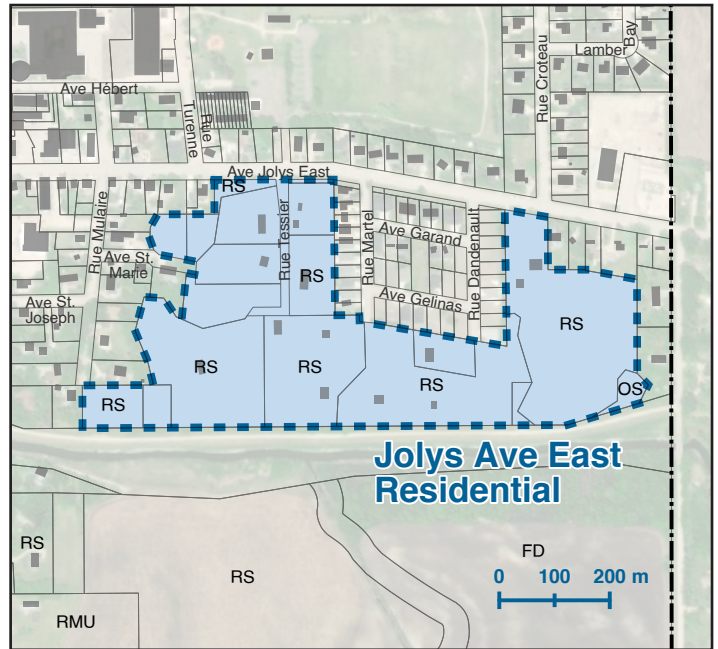 Lamber
Bay
Ave Hébert
Rue Croteau
Rue
Turenne
Ave Jolys East
RS
Rue Mulaire
Rue Tessier
Rue Martel
Ave Garand
Rue Dandenault
Ave St.
Marie
RS
Ave Gelinas
Ave St.
Joseph
RS
RS
RS
RS
RS
OS
RS
Jolys Ave East
Residential
RS
FD
RS
0 100 200 m
RMU